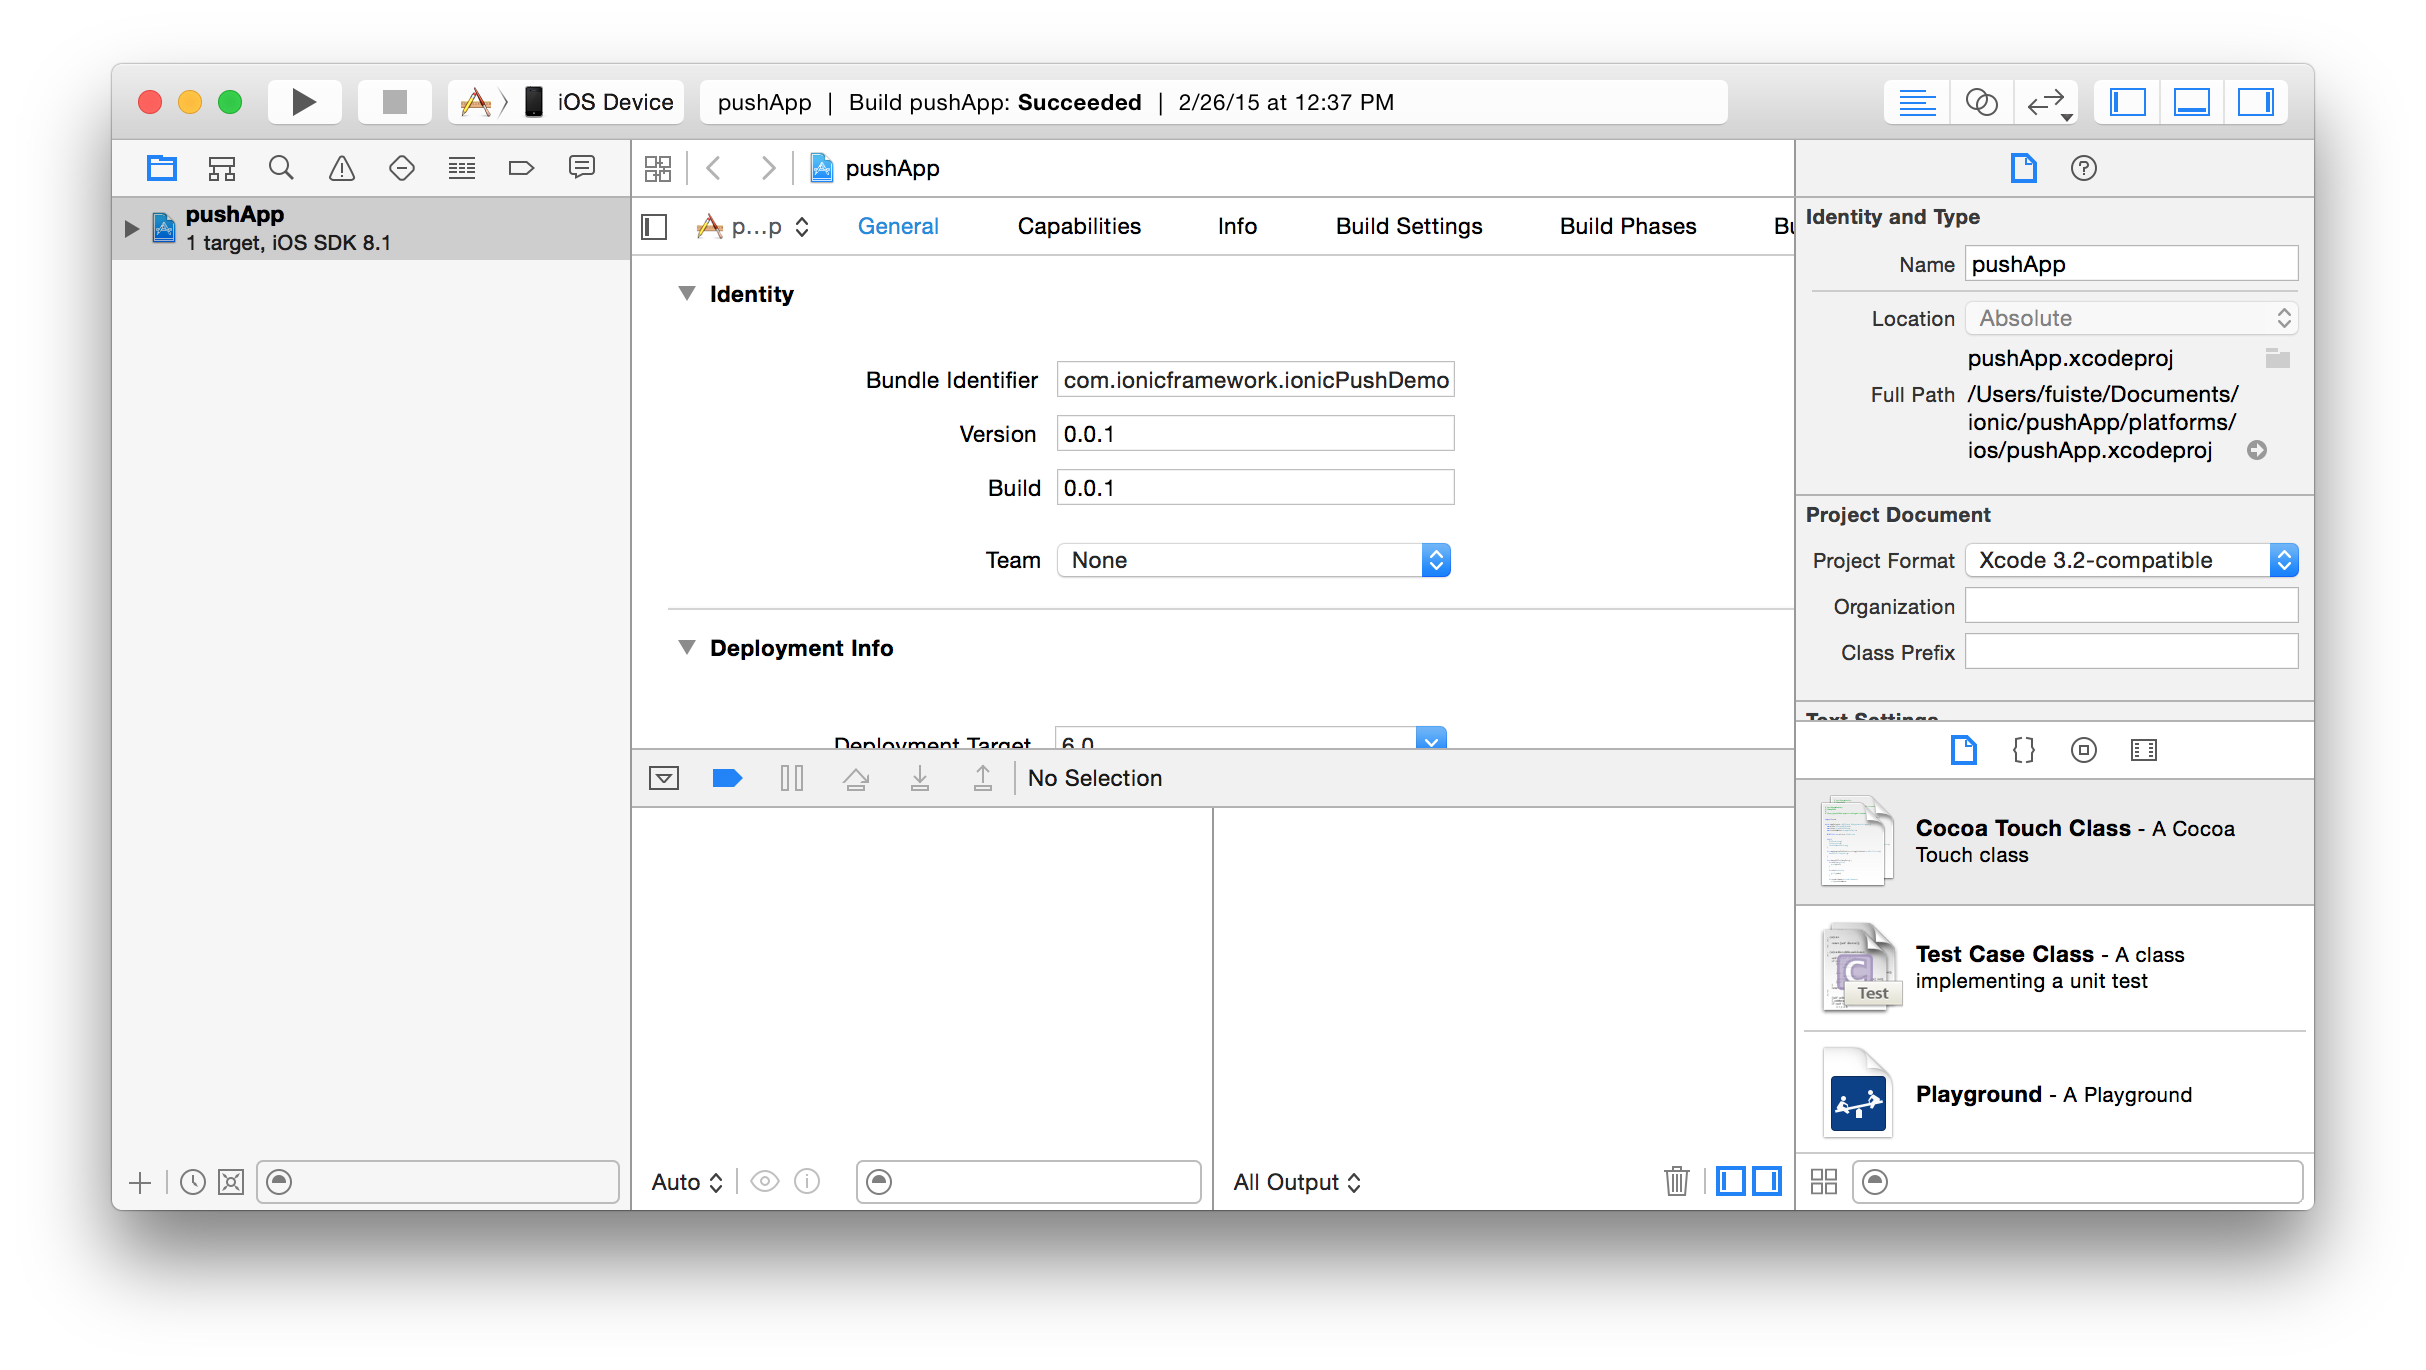 iOS Device
pushApp | Build pushApp: Succeeded | 2/26/15 at 12:37 PM
pushApp
1 target, iOS SDK 8.1
pushApp
p...p
General
Capabilities
Info
Build Settings
Build Phases
Bu
Identity
Bundle Identifier com.ionicframework.ionicPushDemo
Version 0.0.1
Build 0.0.1
Team None
Deployment Info
Deployment Target 6.0
No Selection
Auto
All Output
Identity and Type
Name pushApp
Location Absolute
pushApp.xcodeproj
Full Path /Users/fuiste/Documents/
ionic/pushApp/platforms/
ios/pushApp.xcodeproj
Project Document
Project Format Xcode 3.2-compatible
Organization
Class Prefix
Text Settings
Cocoa Touch Class - A Cocoa
Touch class
Test Case Class - A class
implementing a unit test
C
Test
Playground - A Playground